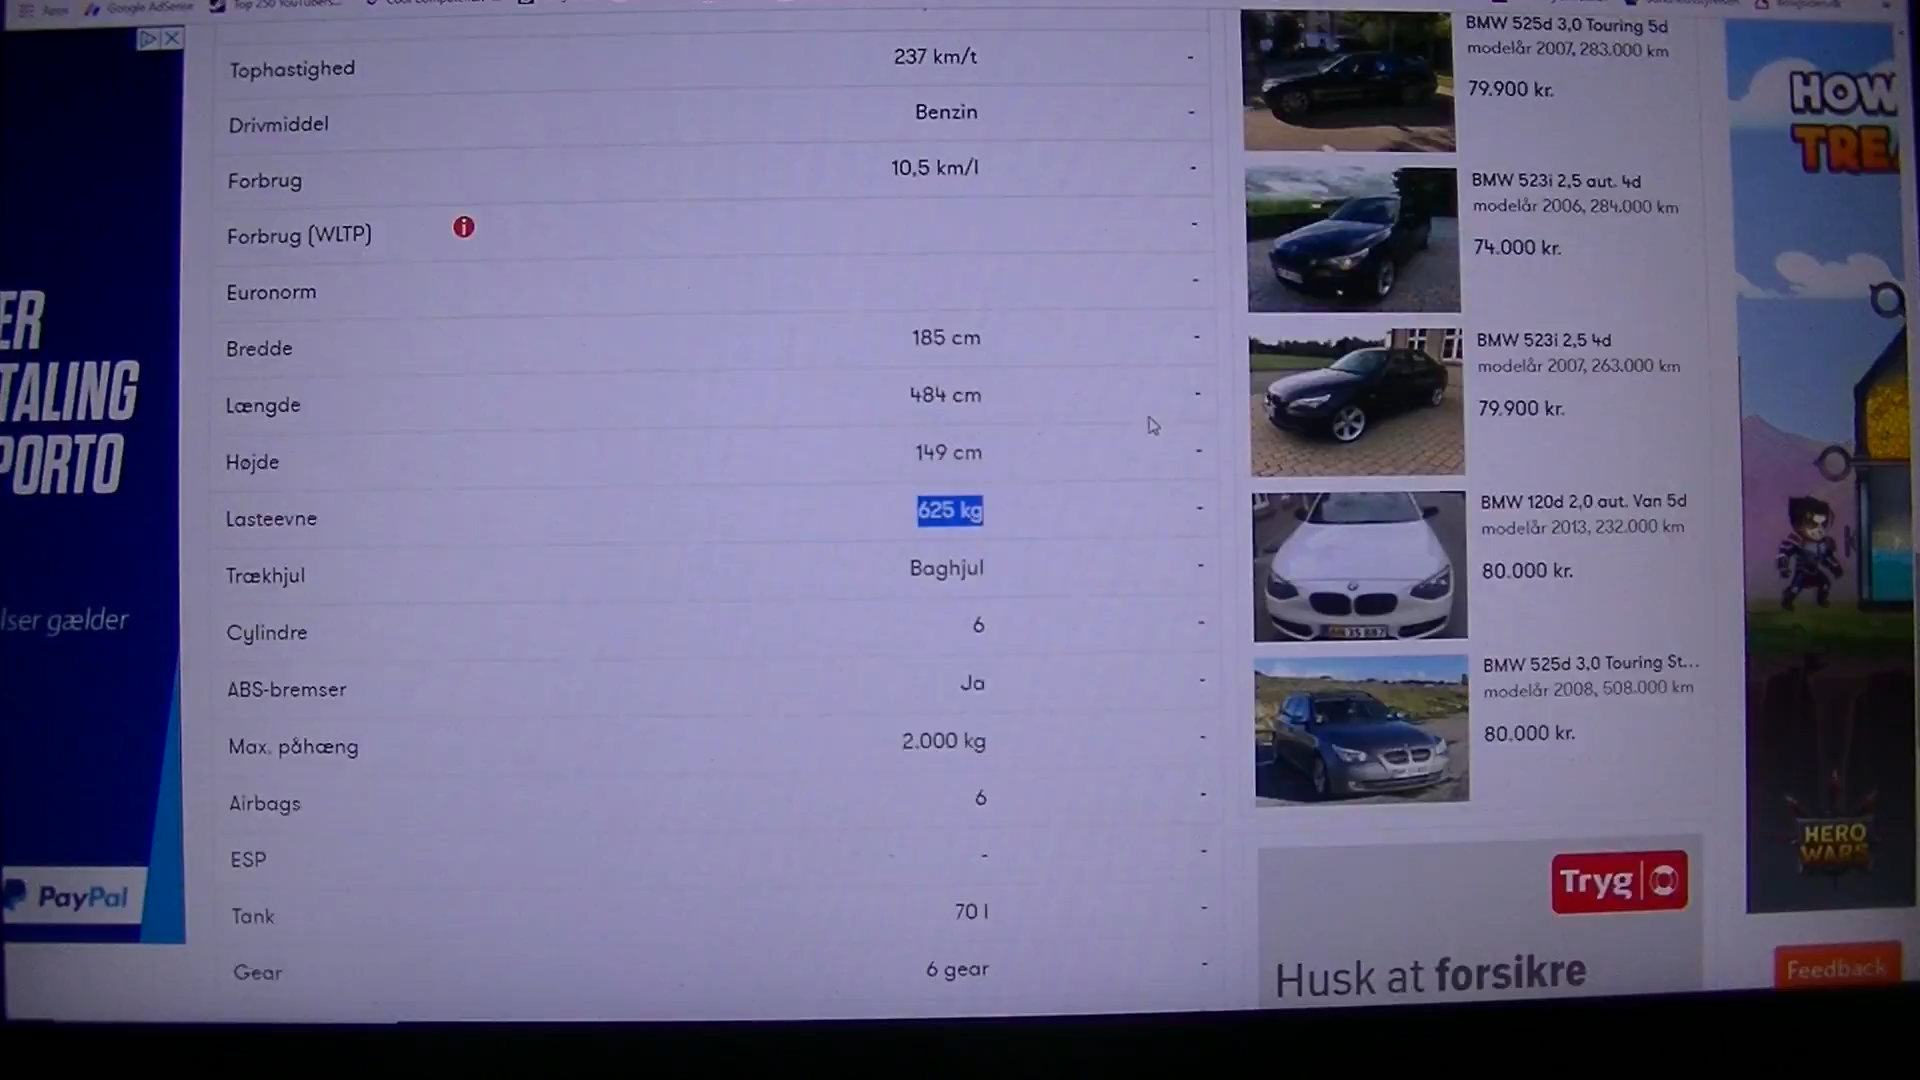 Apps Google AdSense Top 250 YouTubers...
Tophastighed 237 km/t -
Drivmiddel Benzin -
Forbrug 10,5 km/l -
Forbrug (WLTP) i -
Euronorm -
Bredde 185 cm -
Længde 484 cm -
Højde 149 cm -
Lasteevne 625 kg -
Trækhjul Baghjul -
Cylindre 6 -
ABS-bremser Ja -
Max. påhæng 2.000 kg -
Airbags 6 -
ESP - -
Tank 70 l -
Gear 6 gear -
ER
TALING
PORTO
lser gælder
PayPal
BMW 525d 3,0 Touring 5d
modelår 2007, 283.000 km
79.900 kr.
BMW 523i 2,5 aut. 4d
modelår 2006, 284.000 km
74.000 kr.
BMW 523i 2,5 4d
modelår 2007, 263.000 km
79.900 kr.
BMW 120d 2,0 aut. Van 5d
modelår 2013, 232.000 km
80.000 kr.
BMW 525d 3,0 Touring St...
modelår 2008, 508.000 km
80.000 kr.
Tryg
Husk at forsikre
HOW
TRE
HERO
WARS
Feedback